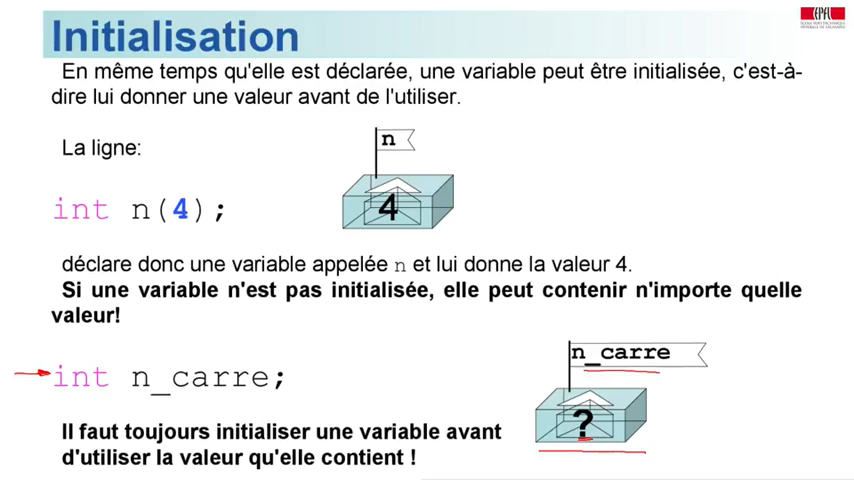 Initialisation
EPFL
En même temps qu'elle est déclarée, une variable peut être initialisée, c'est-à-
dire lui donner une valeur avant de l'utiliser.
La ligne:
n
int n(4);
4
déclare donc une variable appelée n et lui donne la valeur 4.
Si une variable n'est pas initialisée, elle peut contenir n'importe quelle
valeur!
n_carre
int n_carre;
?
Il faut toujours initialiser une variable avant
d'utiliser la valeur qu'elle contient !